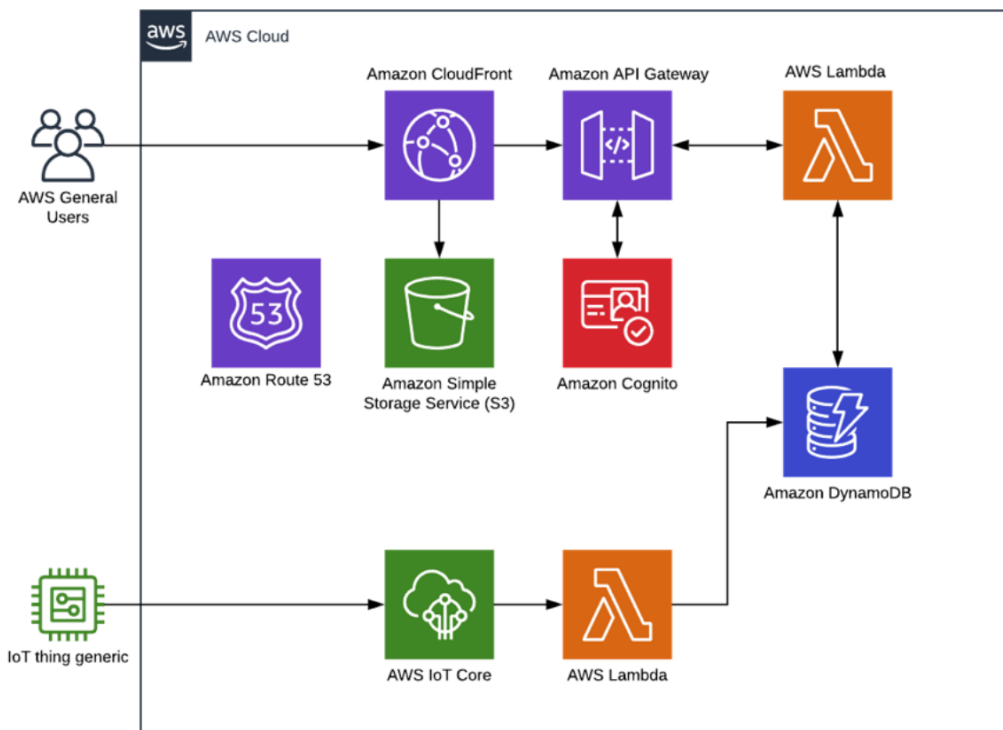 aws
AWS Cloud
Amazon CloudFront
Amazon API Gateway
AWS Lambda
</>
AWS General
Users
53
Amazon Route 53
Amazon Simple
Storage Service (S3)
Amazon Cognito
Amazon DynamoDB
IoT thing generic
AWS IoT Core
AWS Lambda